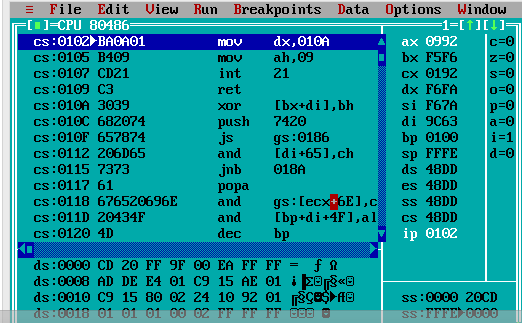 ≡ File Edit View Run Breakpoints Data Options Window
[■]=CPU 80486 1=[↑][↓]
cs:0102►BA0A01 mov dx,010A ax 0992 c=0
cs:0105 B409 mov ah,09 bx F5F6 z=0
cs:0107 CD21 int 21 cx 0192 s=0
cs:0109 C3 ret dx F6FA o=0
cs:010A 3039 xor [bx+di],bh si F67A p=0
cs:010C 682074 push 7420 di 9C63 a=0
cs:010F 657874 js gs:0186 bp 0100 i=1
cs:0112 206D65 and [di+65],ch sp FFFE d=0
cs:0115 7373 jnb 018A ds 48DD
cs:0117 61 popa es 48DD
cs:0118 676520696E and gs:[ecx+6E],c ss 48DD
cs:011D 20434F and [bp+di+4F],al cs 48DD
cs:0120 4D dec bp ip 0102
ds:0000 CD 20 FF 9F 00 EA FF FF = ƒ Ω
ds:0008 AD DE E4 01 C9 15 AE 01
ds:0010 C9 15 80 02 24 10 92 01 ss:0000 20CD
ds:0018 01 01 01 00 02 FF FF FF ss:FFFE►0000